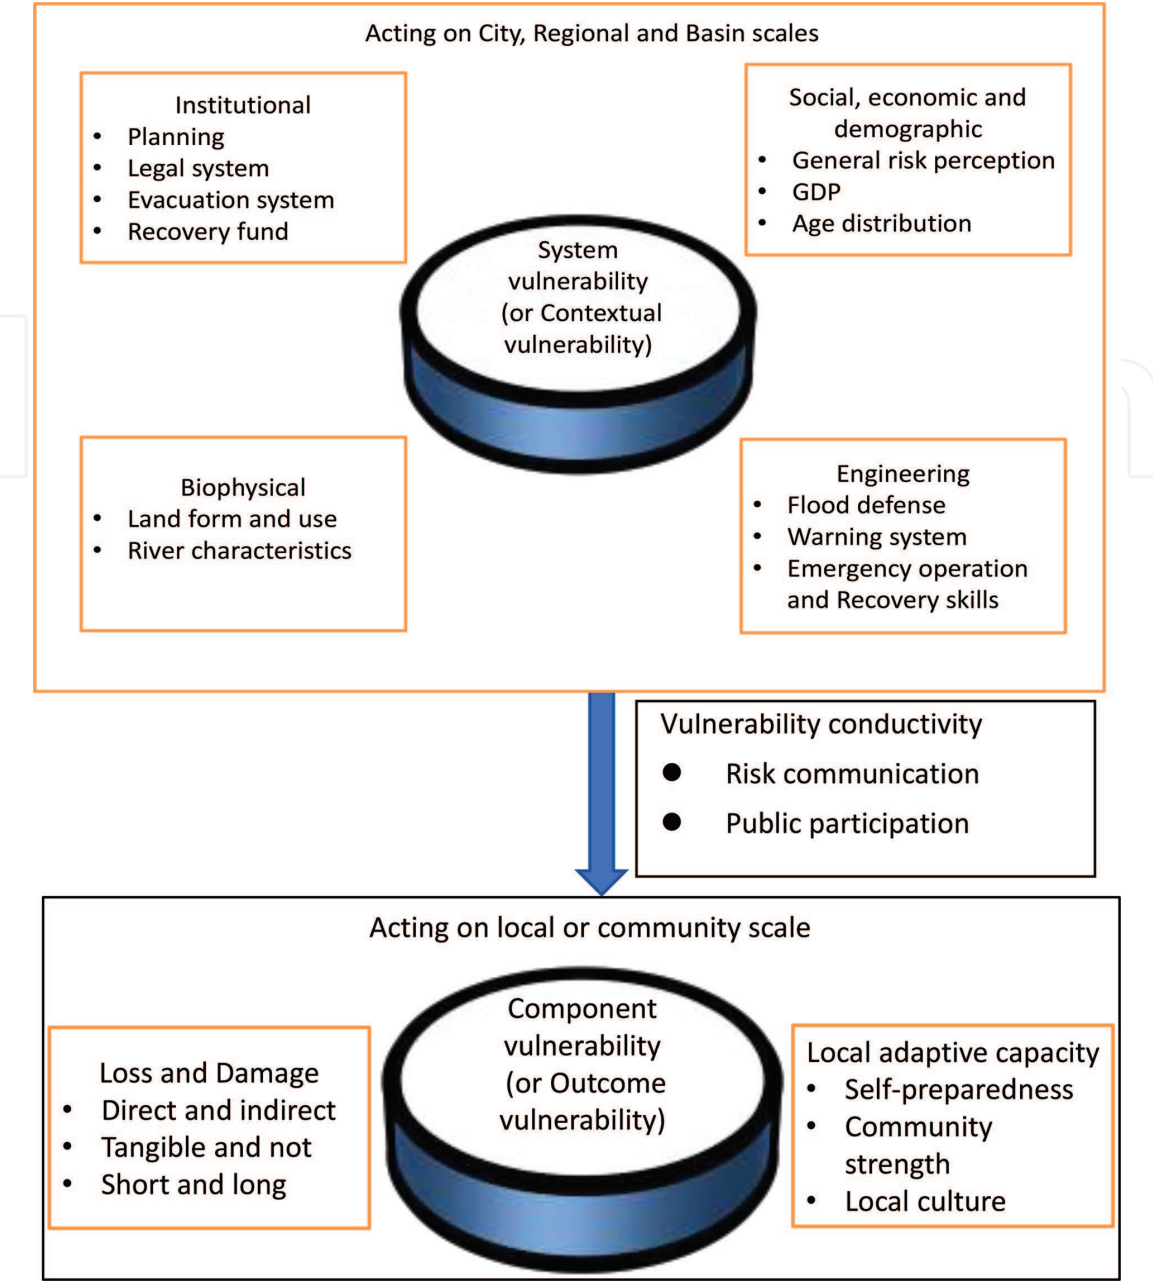 Acting on City, Regional and Basin scales
Institutional
• Planning
• Legal system
• Evacuation system
• Recovery fund
Social, economic and
demographic
• General risk perception
• GDP
• Age distribution
System
vulnerability
(or Contextual
vulnerability)
Biophysical
• Land form and use
• River characteristics
Engineering
• Flood defense
• Warning system
• Emergency operation
and Recovery skills
Vulnerability conductivity
● Risk communication
● Public participation
Acting on local or community scale
Component
vulnerability
(or Outcome
vulnerability)
Loss and Damage
• Direct and indirect
• Tangible and not
• Short and long
Local adaptive capacity
• Self-preparedness
• Community
strength
• Local culture